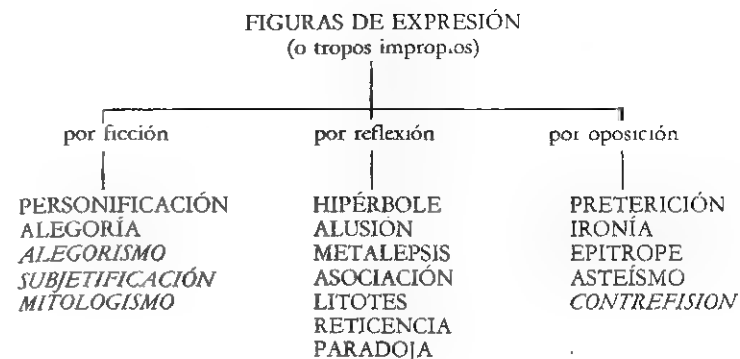 FIGURAS DE EXPRESIÓN
(o tropos impropios)
por ficción
PERSONIFICACIÓN
ALEGORÍA
ALEGORISMO
SUBJETIFICACIÓN
MITOLOGISMO
por reflexión
HIPÉRBOLE
ALUSIÓN
METALEPSIS
ASOCIACIÓN
LITOTES
RETICENCIA
PARADOJA
por oposición
PRETERICIÓN
IRONÍA
EPITROPE
ASTEÍSMO
CONTREFISION